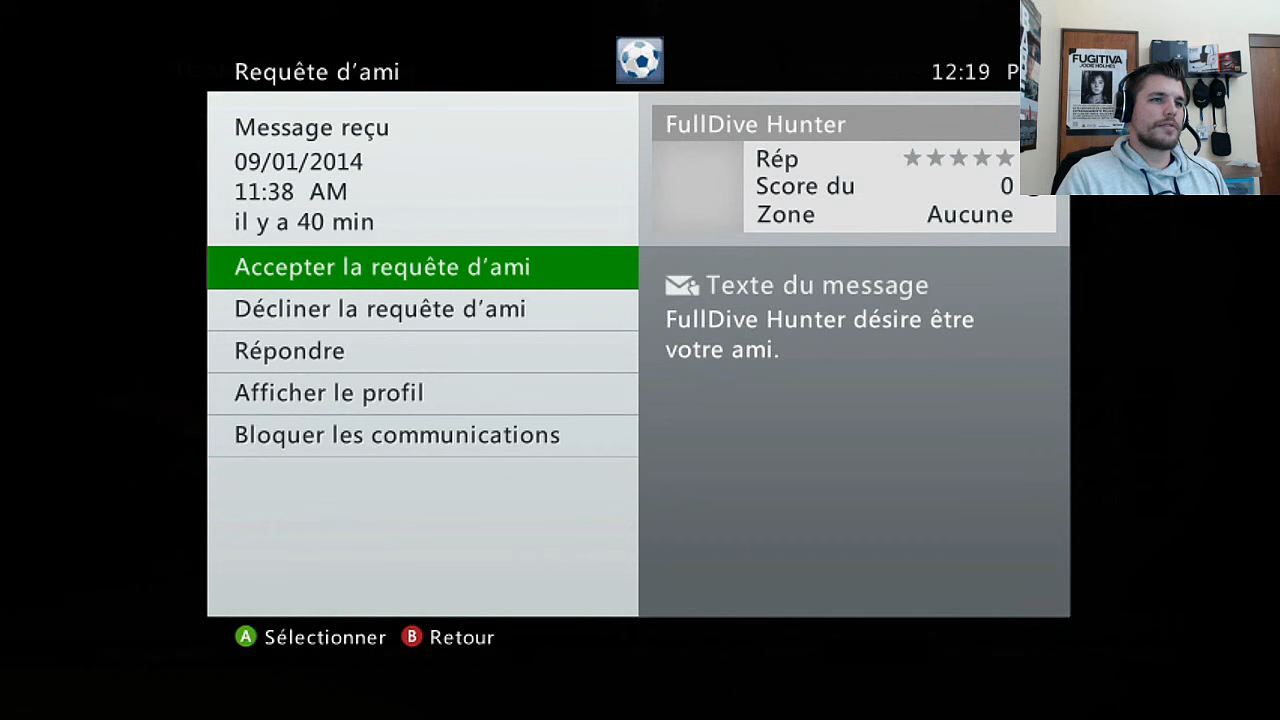 Requête d’ami
12:19 P
Message reçu
09/01/2014
11:38 AM
il y a 40 min
Accepter la requête d’ami
Décliner la requête d’ami
Répondre
Afficher le profil
Bloquer les communications
FullDive Hunter
Rép
Score du 0
Zone Aucune
Texte du message
FullDive Hunter désire être
votre ami.
A Sélectionner B Retour
FUGITIVA
JODIE HOLMES